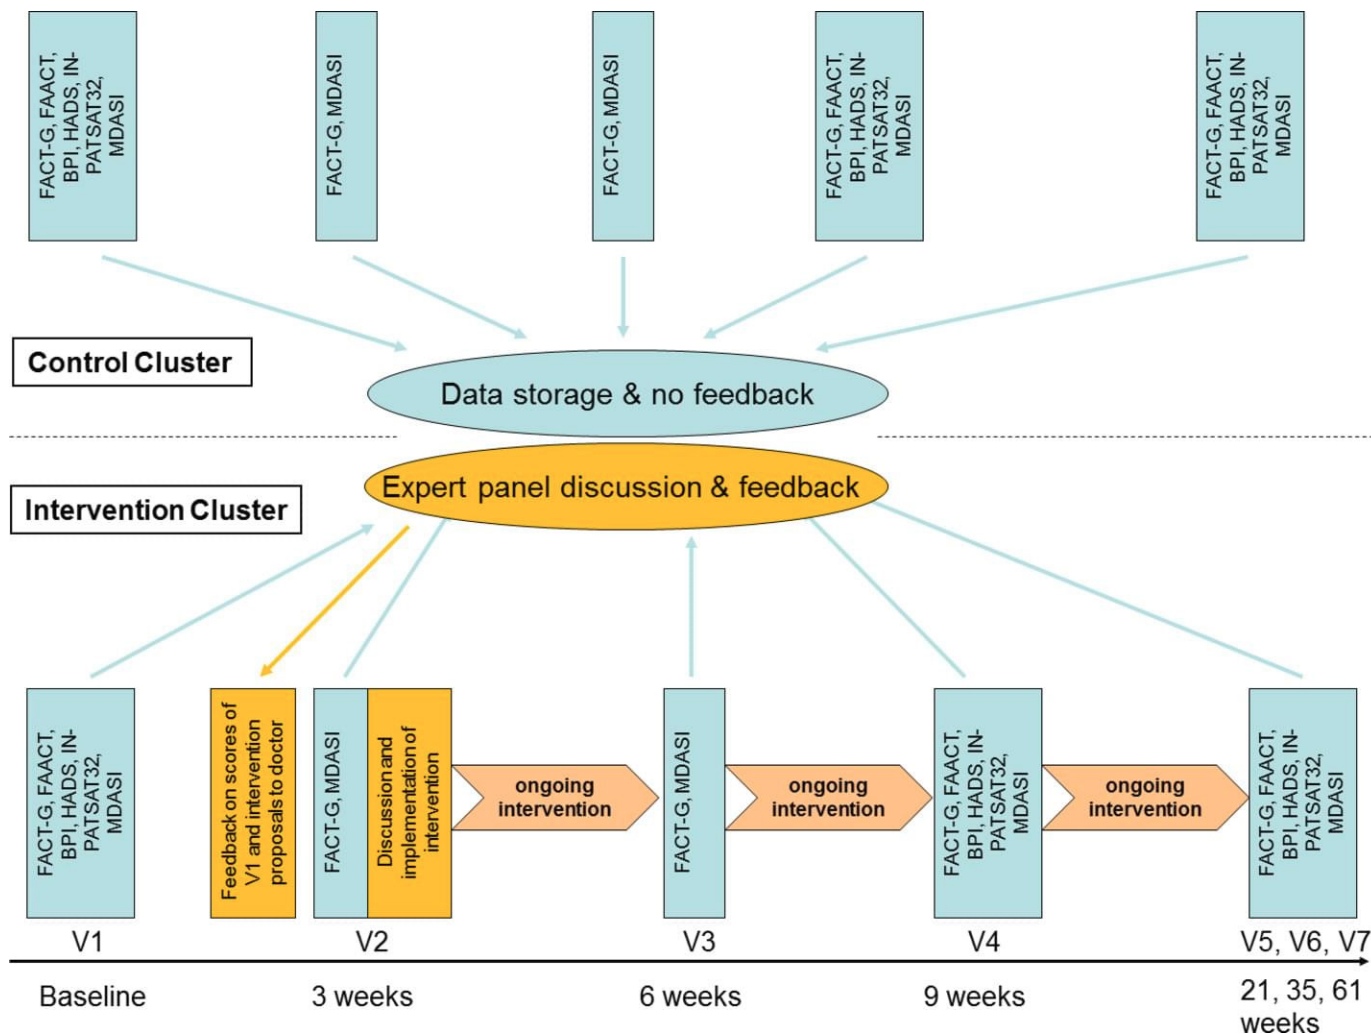 FACT-G, FAACT,
BPI, HADS, IN-
PATSAT32,
MDASI
FACT-G, MDASI
FACT-G, MDASI
FACT-G, FAACT,
BPI, HADS, IN-
PATSAT32,
MDASI
FACT-G, FAACT,
BPI, HADS, IN-
PATSAT32,
MDASI
Control Cluster
Data storage & no feedback
Expert panel discussion & feedback
Intervention Cluster
FACT-G, FAACT,
BPI, HADS, IN-
PATSAT32,
MDASI
Feedback on scores of
V1 and intervention
proposals to doctor
FACT-G, MDASI
Discussion and
implementation of
intervention
ongoing
intervention
FACT-G, MDASI
ongoing
intervention
FACT-G, FAACT,
BPI, HADS, IN-
PATSAT32,
MDASI
ongoing
intervention
FACT-G, FAACT,
BPI, HADS, IN-
PATSAT32,
MDASI
V1
V2
V3
V4
V5, V6, V7
Baseline
3 weeks
6 weeks
9 weeks
21, 35, 61
weeks